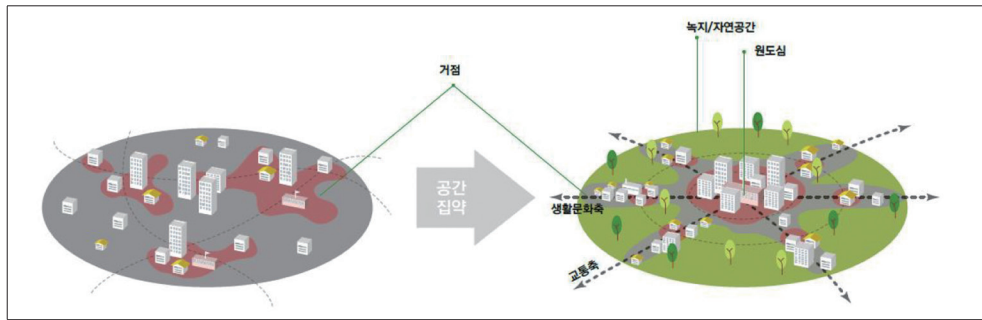 녹지/자연공간
원도심
거점
공간
집약
생활문화축
교통축